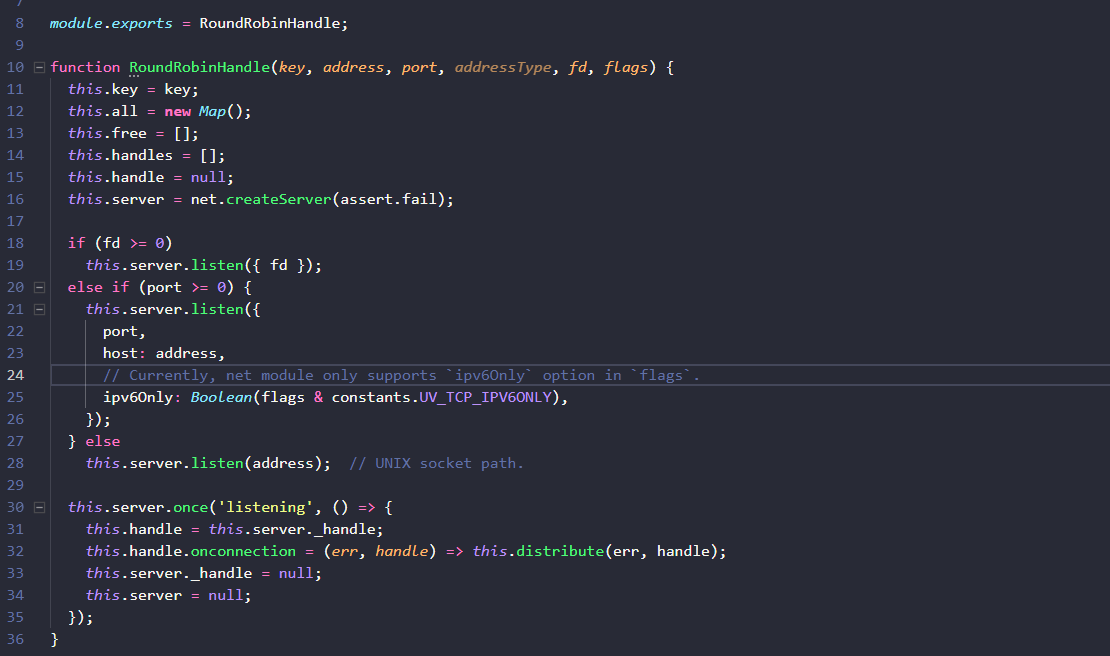 8 module.exports = RoundRobinHandle;
9
10 function RoundRobinHandle(key, address, port, addressType, fd, flags) {
11   this.key = key;
12   this.all = new Map();
13   this.free = [];
14   this.handles = [];
15   this.handle = null;
16   this.server = net.createServer(assert.fail);
17
18   if (fd >= 0)
19     this.server.listen({ fd });
20   else if (port >= 0) {
21     this.server.listen({
22       port,
23       host: address,
24       // Currently, net module only supports `ipv6Only` option in `flags`.
25       ipv6Only: Boolean(flags & constants.UV_TCP_IPV6ONLY),
26     });
27   } else
28     this.server.listen(address);  // UNIX socket path.
29
30   this.server.once('listening', () => {
31     this.handle = this.server._handle;
32     this.handle.onconnection = (err, handle) => this.distribute(err, handle);
33     this.server._handle = null;
34     this.server = null;
35   });
36 }